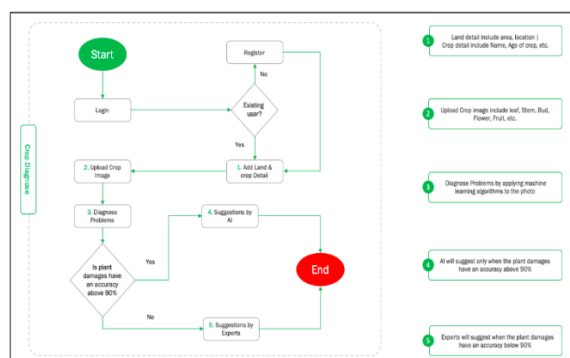 Start
Register
No
Login
Existing
user?
Yes
Crop Diagnose
2. Upload Crop
Image
1. Add Land &
crop Detail
3. Diagnose
Problems
4. Suggestions by
AI
Yes
Is plant
damages have
an accuracy
above 90%
End
No
5. Suggestions by
Experts
1
Land detail include area, location |
Crop detail include Name, Age of crop, etc.
2
Upload Crop image include leaf, Stem, Bud,
Flower, Fruit, etc.
3
Diagnose Problems by applying machine
learning algorithms to the photo
4
AI will suggest only when the plant damages
have an accuracy above 90%
5
Experts will suggest when the plant damages
have an accuracy below 90%